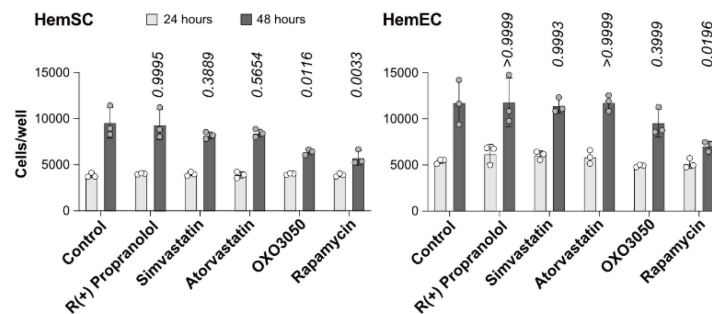 HemSC 24 hours 48 hours HemEC
0.9995 0.3889 0.5654 0.0116 0.0033
>0.9999 0.9993 >0.9999 0.3999 0.0196
Cells/well
15000
10000
5000
0
15000
10000
5000
0
Control
R(+) Propranolol
Simvastatin
Atorvastatin
OXO3050
Rapamycin
Control
R(+) Propranolol
Simvastatin
Atorvastatin
OXO3050
Rapamycin